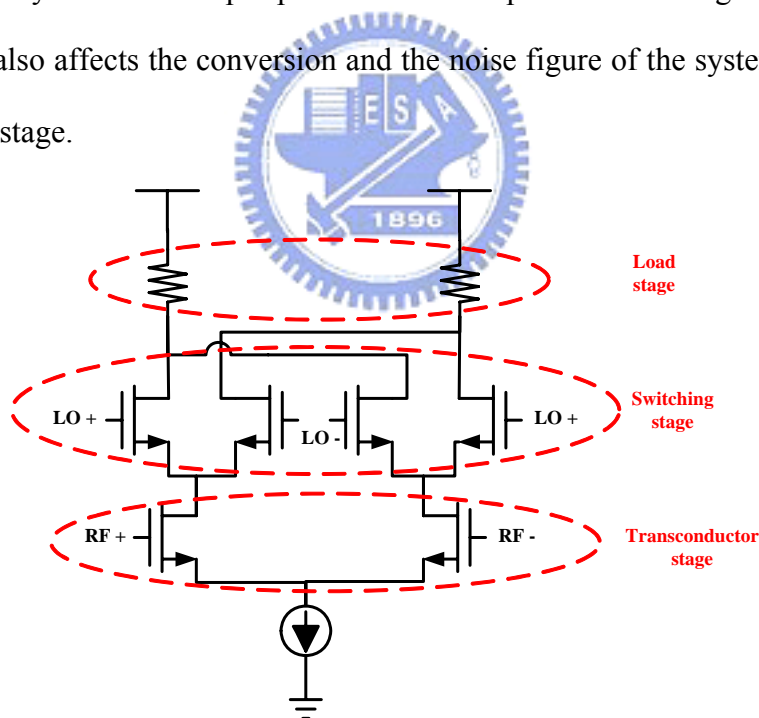 also affects the conversion and the noise figure of the syste
stage.
ESA
1896
Load
stage
Switching
stage
LO +
LO -
LO +
RF +
RF -
Transconductor
stage